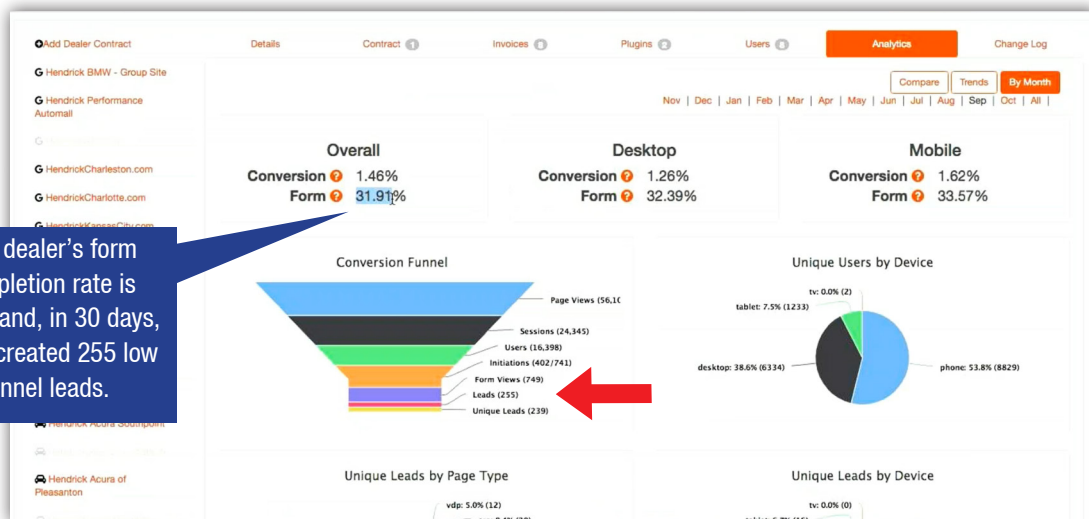 Add Dealer Contract
Details
Contract 1
Invoices
Plugins 2
Users
Analytics
Change Log
G Hendrick BMW - Group Site
G Hendrick Performance
Automall
Compare
Trends
By Month
Nov | Dec | Jan | Feb | Mar | Apr | May | Jun | Jul | Aug | Sep | Oct | All |
G HendrickCharleston.com
G HendrickCharlotte.com
G HendrickKansasCity.com
Overall
Conversion ? 1.46%
Form ? 31.91%
Desktop
Conversion ? 1.26%
Form ? 32.39%
Mobile
Conversion ? 1.62%
Form ? 33.57%
dealer's form
pletion rate is
and, in 30 days,
created 255 low
nnel leads.
Hendrick Acura Southpoint
Hendrick Acura of
Pleasanton
Conversion Funnel
Page Views (56,1
Sessions (24,345)
Users (16,398)
Initiations (402/741)
Form Views (749)
Leads (255)
Unique Leads (239)
Unique Users by Device
tv: 0.0% (2)
tablet: 7.5% (1233)
desktop: 38.6% (6334)
phone: 53.8% (8829)
Unique Leads by Page Type
vdp: 5.0% (12)
Unique Leads by Device
tv: 0.0% (0)